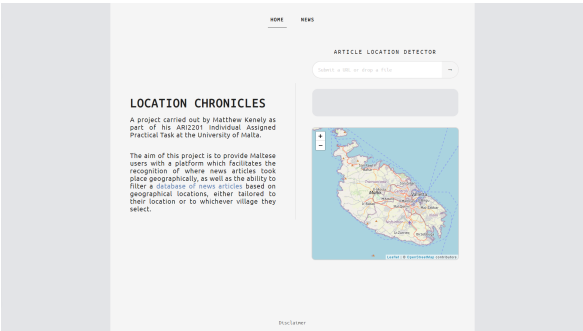 HOME NEWS
ARTICLE LOCATION DETECTOR
Submit a URL or drop a file
LOCATION CHRONICLES
A project carried out by Matthew Kenely as
part of his ARI2201 Individual Assigned
Practical Task at the University of Malta.
The aim of this project is to provide Maltese
users with a platform which facilitates the
recognition of where news articles took
place geographically, as well as the ability to
filter a database of news articles based on
geographical locations, either tailored to
their location or to whichever village they
select.
+
−
Malta
Leaflet | © OpenStreetMap contributors
Disclaimer